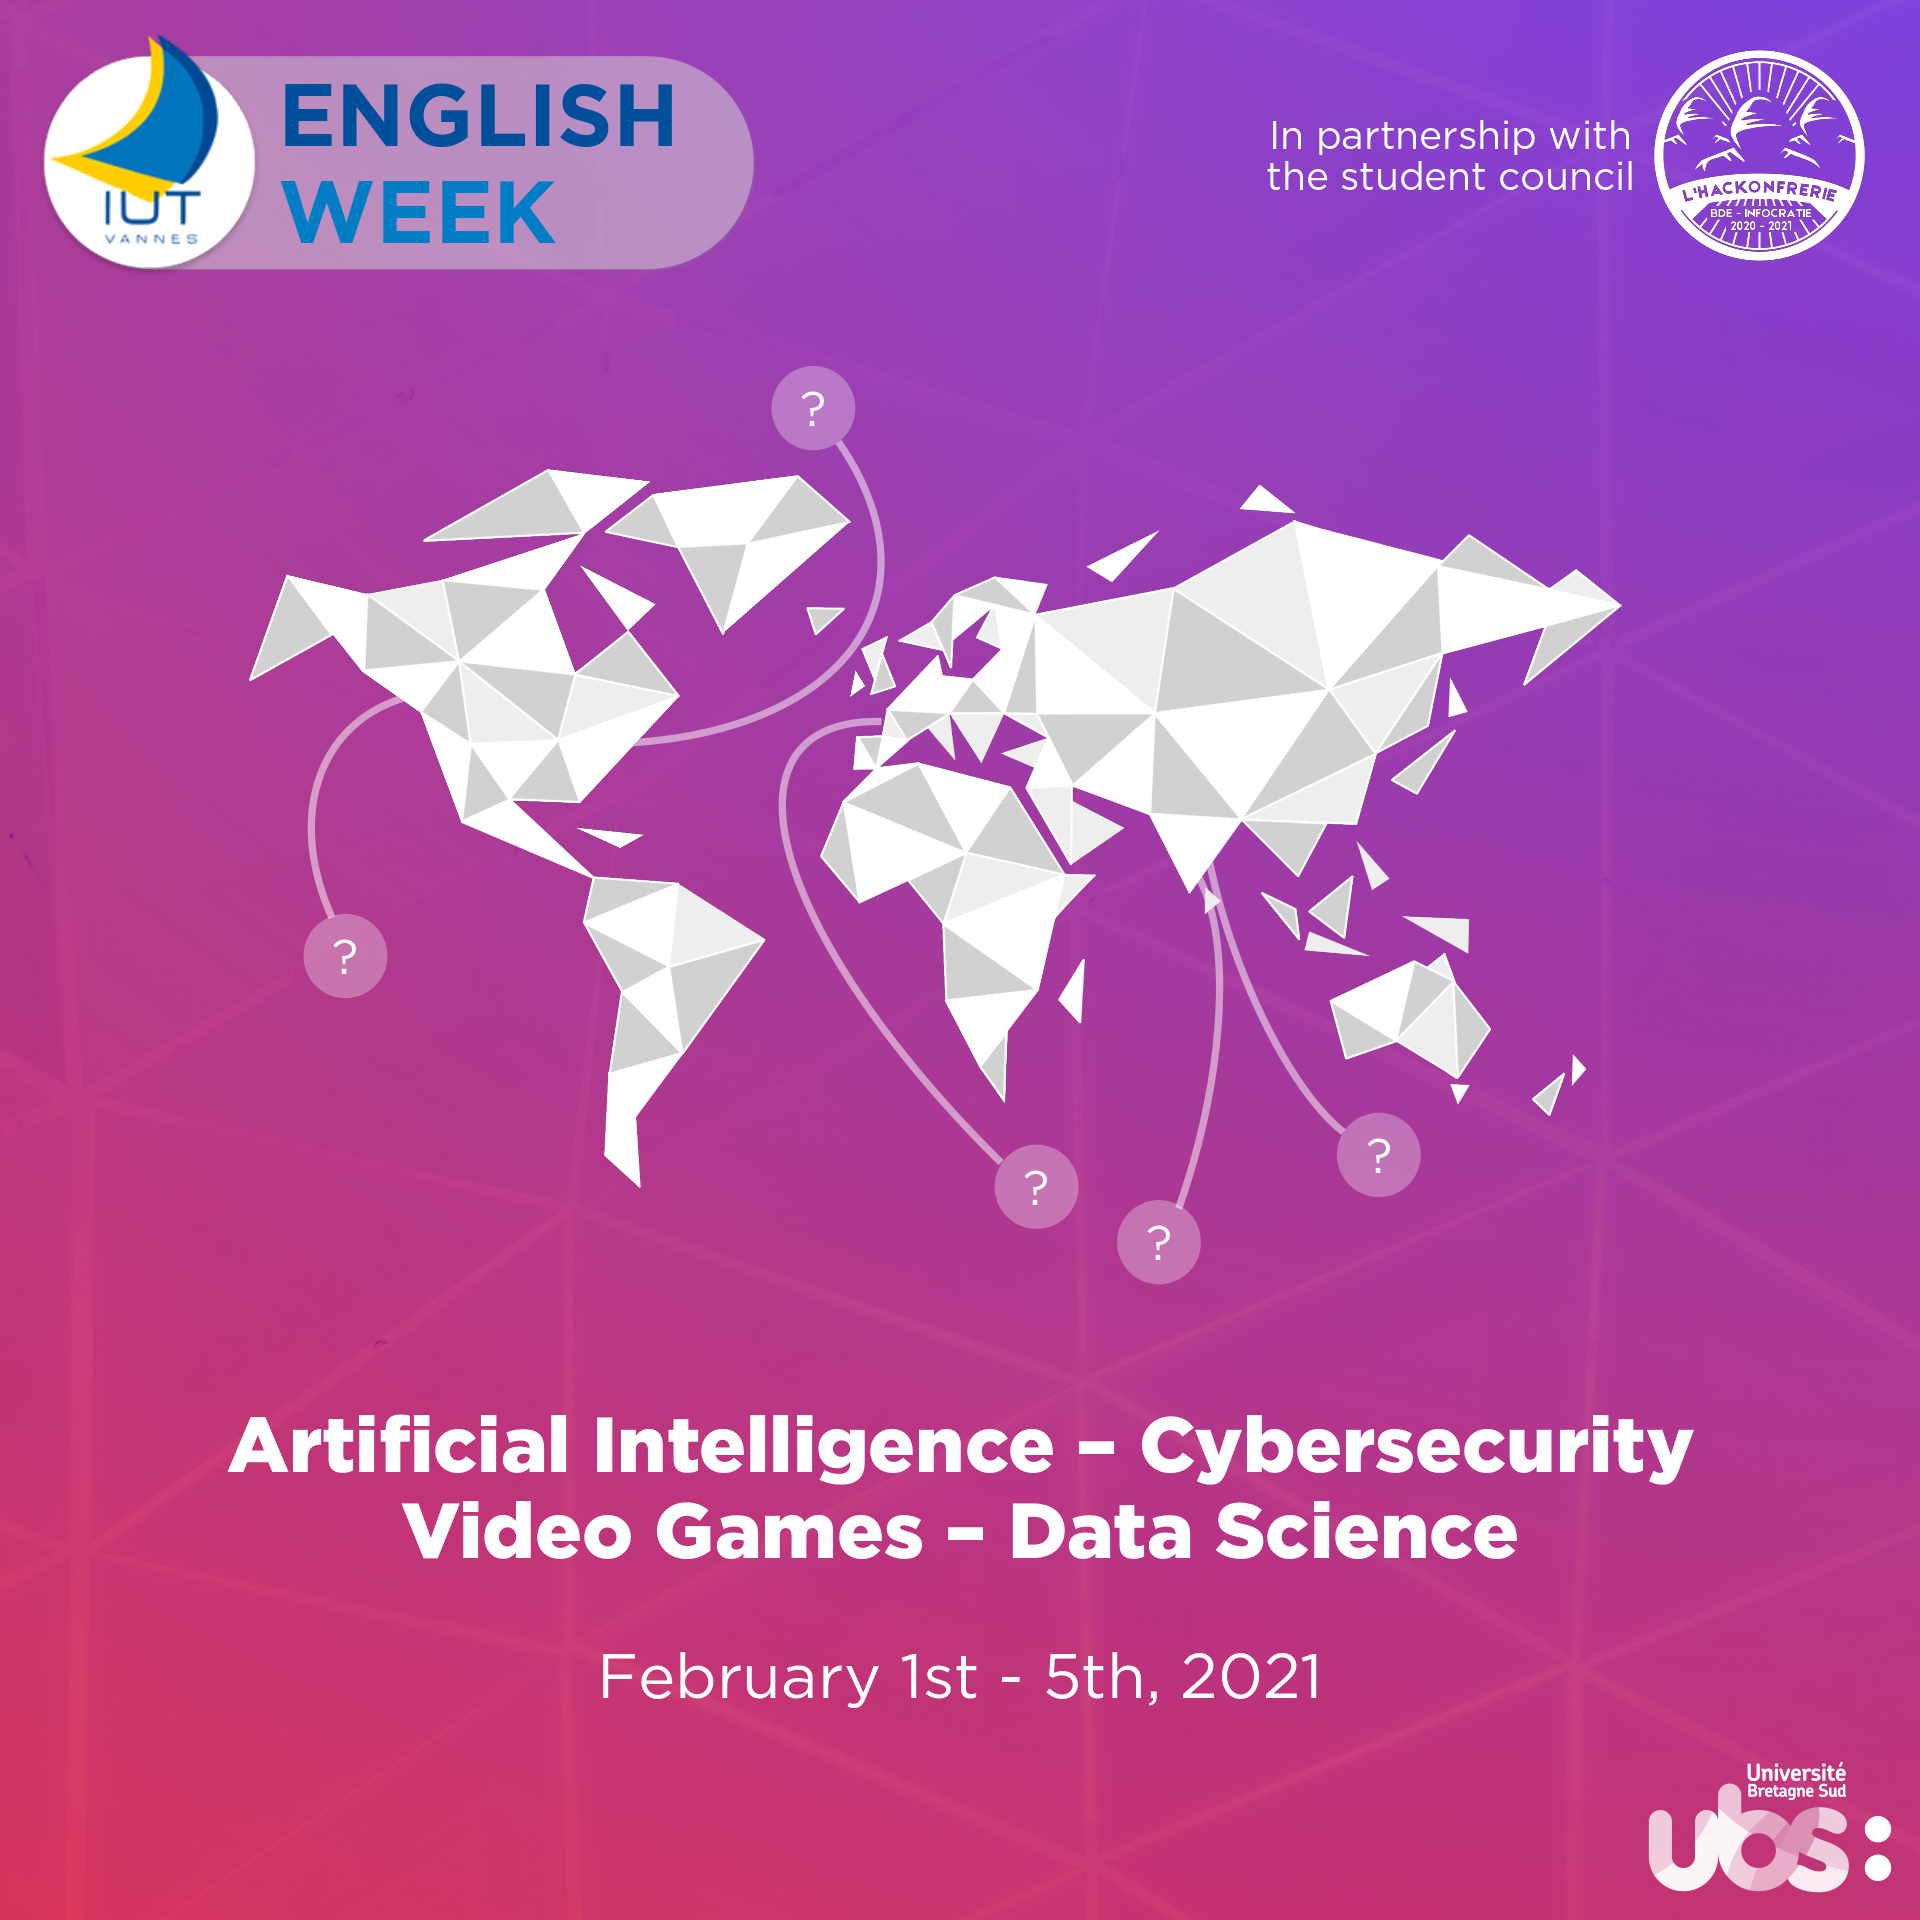 ENGLISH
WEEK
IUT
VANNES
In partnership with
the student council
L'HACKONFRERIE
BDE - INFOCRATIE
2020 - 2021
?
?
?
?
?
Artificial Intelligence – Cybersecurity
Video Games – Data Science
February 1st - 5th, 2021
Université
Bretagne Sud
ubs: